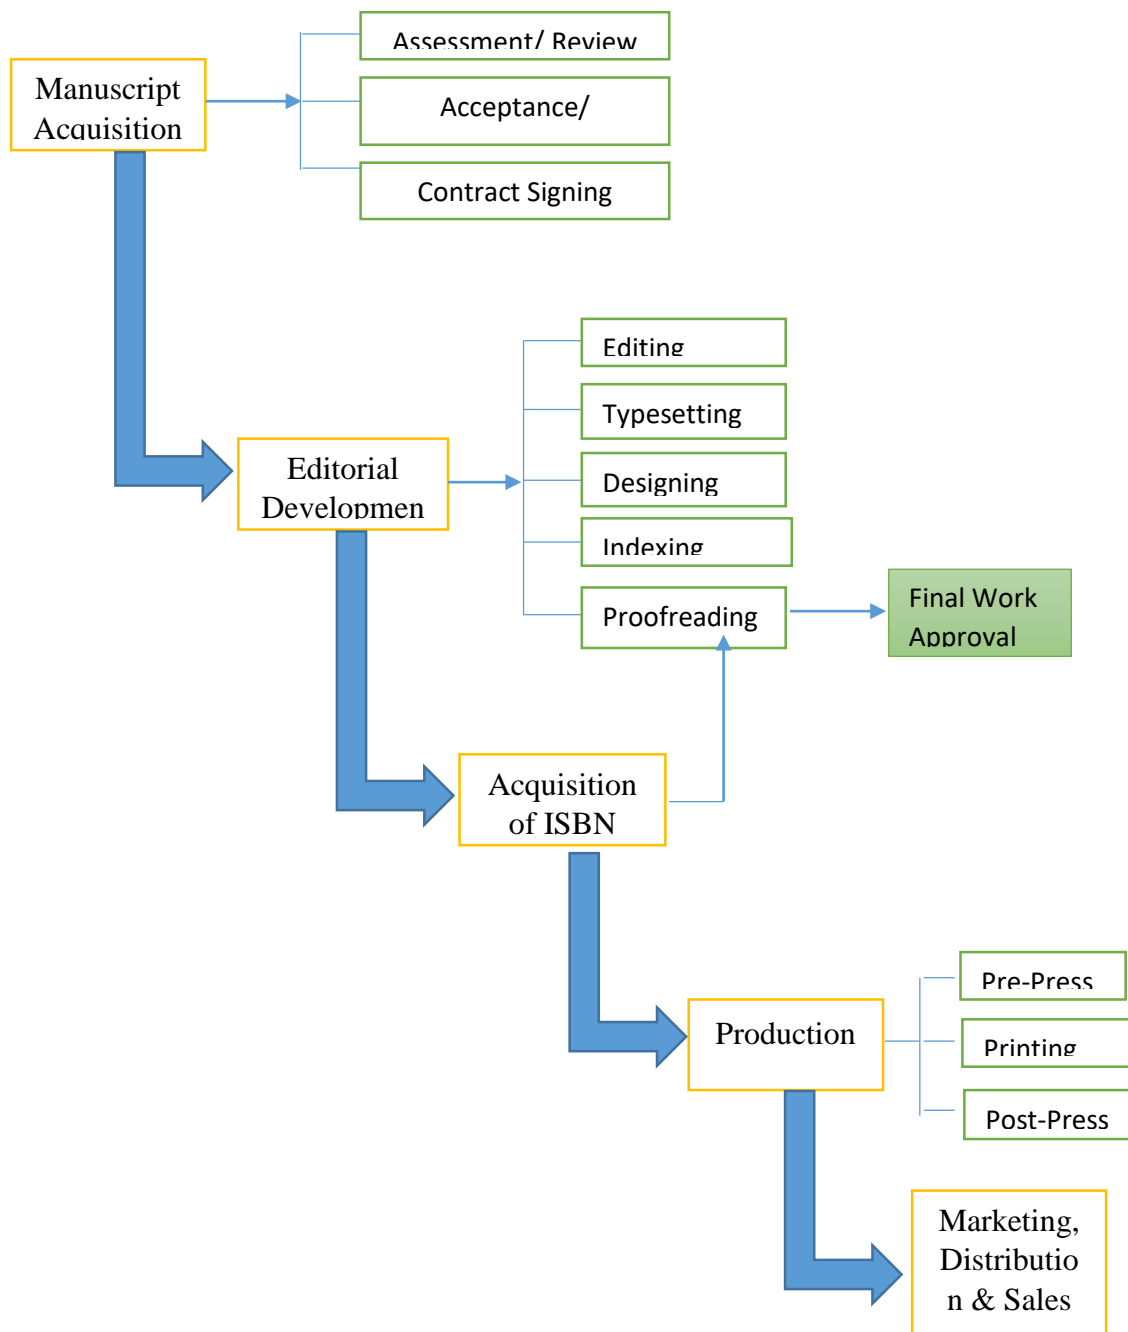 Assessment/ Review
Manuscript
Acquisition
Acceptance/
Contract Signing
Editing
Typesetting
Editorial
Developmen
Designing
Indexing
Proofreading
Final Work
Approval
Acquisition
of ISBN
Pre-Press
Production
Printing
Post-Press
Marketing,
Distributio
n & Sales